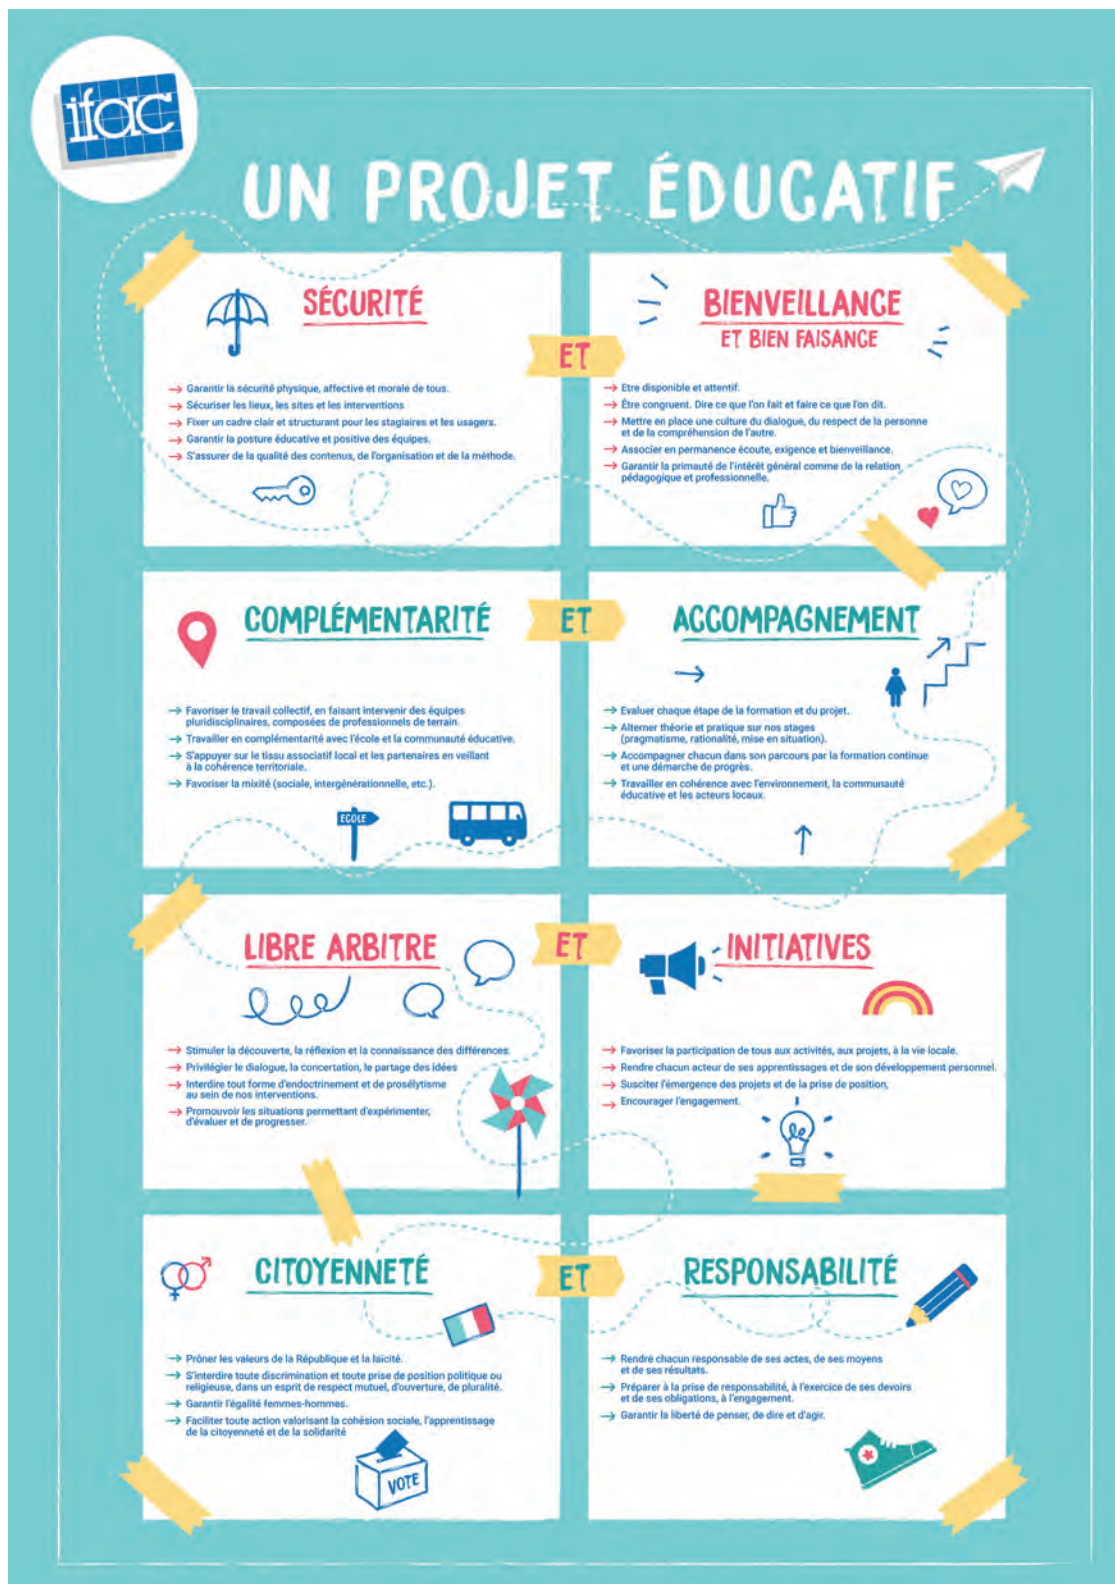 ifac
UN PROJET ÉDUCATIF
SÉCURITÉ
→ Garantir la sécurité physique, affective et morale de tous.
→ Sécuriser les lieux, les sites et les interventions
→ Fixer un cadre clair et structurant pour les stagiaires et les usagers.
→ Garantir la posture éducative et positive des équipes.
→ S'assurer de la qualité des contenus, de l'organisation et de la méthode.
ET
BIENVEILLANCE
ET BIEN FAISANCE
→ Etre disponible et attentif.
→ Être congruent. Dire ce que l'on fait et faire ce que l'on dit.
→ Mettre en place une culture du dialogue, du respect de la personne
et de la compréhension de l'autre.
→ Associer en permanence écoute, exigence et bienveillance.
→ Garantir la primauté de l'intérêt général comme de la relation
pédagogique et professionnelle.
COMPLÉMENTARITÉ
→ Favoriser le travail collectif, en faisant intervenir des équipes
pluridisciplinaires, composées de professionnels de terrain.
→ Travailler en complémentarité avec l'école et la communauté éducative.
→ S'appuyer sur le tissu associatif local et les partenaires en veillant
à la cohérence territoriale.
→ Favoriser la mixité (sociale, intergénérationnelle, etc.).
ECOLE
ET
ACCOMPAGNEMENT
→ Evaluer chaque étape de la formation et du projet.
→ Alterner théorie et pratique sur nos stages
(pragmatisme, rationalité, mise en situation).
→ Accompagner chacun dans son parcours par la formation continue
et une démarche de progrès.
→ Travailler en cohérence avec l'environnement, la communauté
éducative et les acteurs locaux.
LIBRE ARBITRE
→ Stimuler la découverte, la réflexion et la connaissance des différences.
→ Privilégier le dialogue, la concertation, le partage des idées
→ Interdire tout forme d'endoctrinement et de prosélytisme
au sein de nos interventions.
→ Promouvoir les situations permettant d'expérimenter,
d'évaluer et de progresser.
ET
INITIATIVES
→ Favoriser la participation de tous aux activités, aux projets, à la vie locale.
→ Rendre chacun acteur de ses apprentissages et de son développement personnel.
→ Susciter l'émergence des projets et de la prise de position,
→ Encourager l'engagement.
CITOYENNETÉ
→ Prôner les valeurs de la République et la laïcité.
→ S'interdire toute discrimination et toute prise de position politique ou
religieuse, dans un esprit de respect mutuel, d'ouverture, de pluralité.
→ Garantir l'égalité femmes-hommes.
→ Faciliter toute action valorisant la cohésion sociale, l'apprentissage
de la citoyenneté et de la solidarité
VOTE
ET
RESPONSABILITÉ
→ Rendre chacun responsable de ses actes, de ses moyens
et de ses résultats.
→ Préparer à la prise de responsabilité, à l'exercice de ses devoirs
et de ses obligations, à l'engagement.
→ Garantir la liberté de penser, de dire et d'agir.